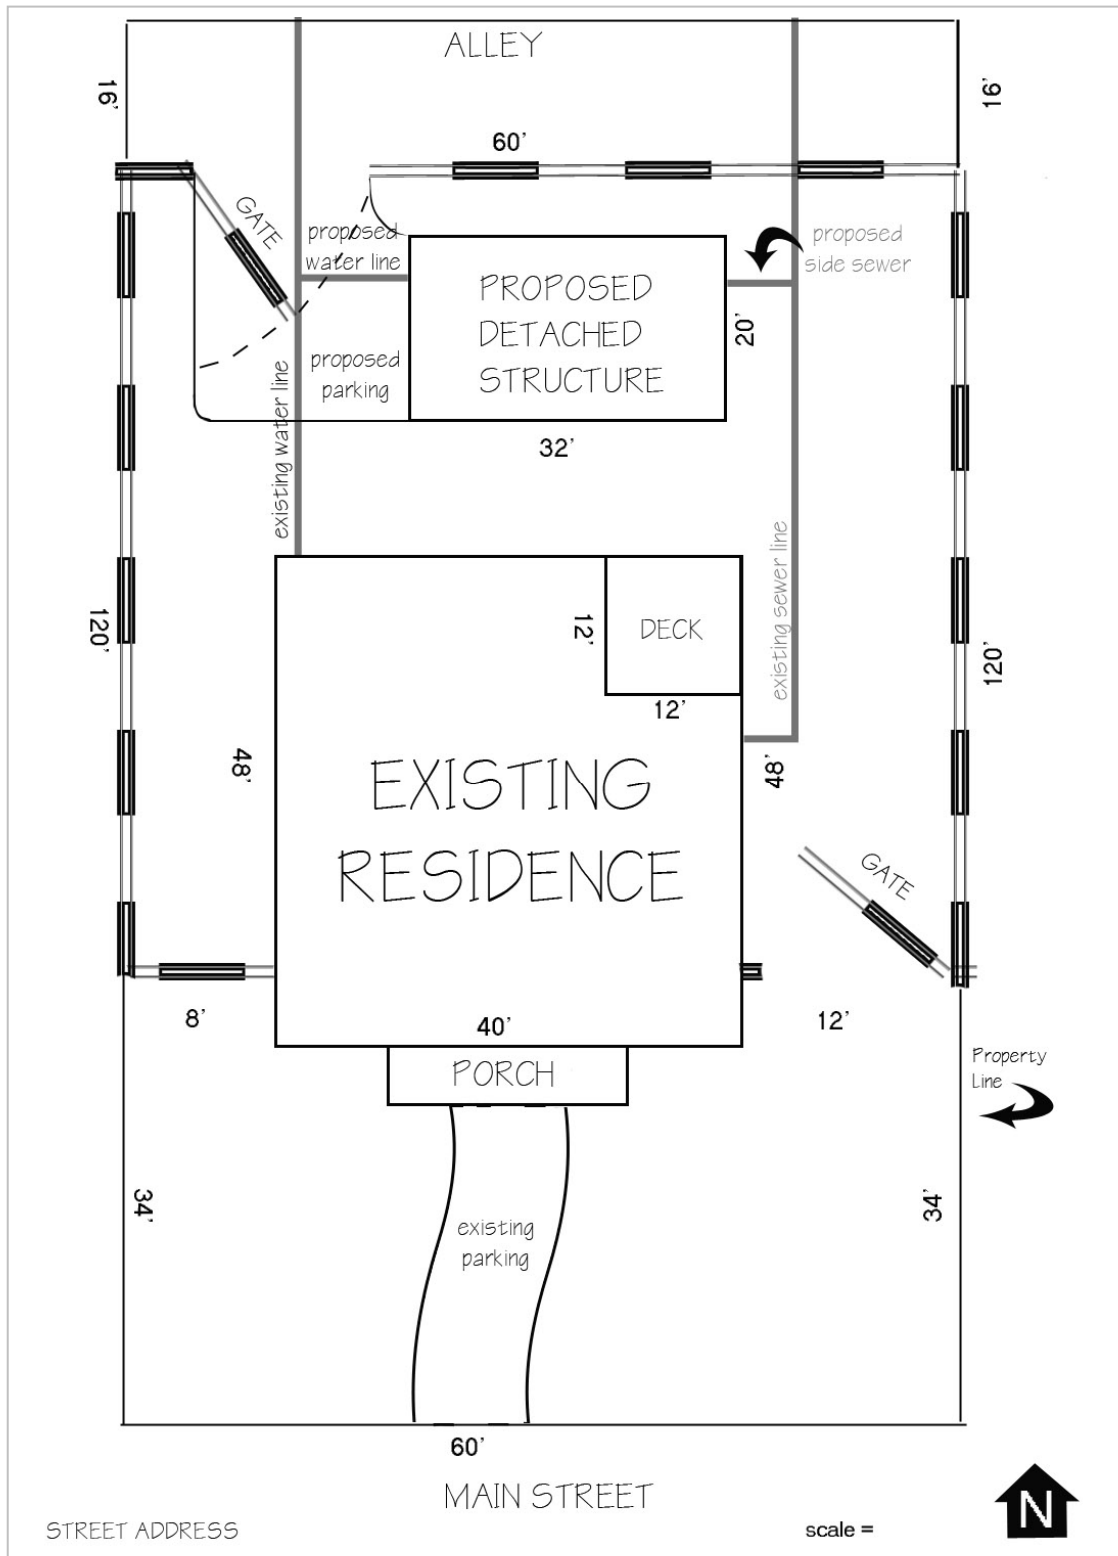 ALLEY
16'
16'
60'
GATE
proposed
water line
proposed
side sewer
PROPOSED
DETACHED
STRUCTURE
20'
proposed
parking
existing water line
32'
existing sewer line
120'
12'
DECK
120'
12'
48'
48'
EXISTING
RESIDENCE
GATE
8'
40'
12'
PORCH
Property
Line
34'
34'
existing
parking
60'
MAIN STREET
N
STREET ADDRESS
scale =